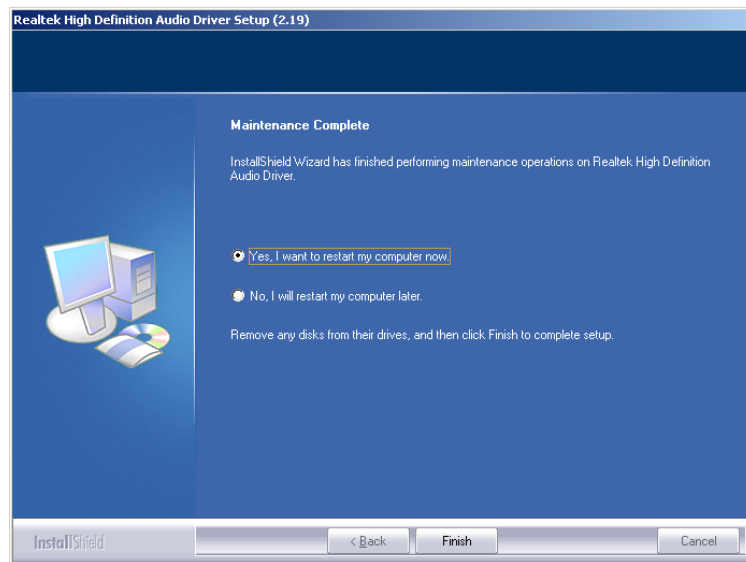 Realtek High Definition Audio Driver Setup (2.19)
Maintenance Complete
InstallShield Wizard has finished performing maintenance operations on Realtek High Definition
Audio Driver.
Yes, I want to restart my computer now.
No, I will restart my computer later.
Remove any disks from their drives, and then click Finish to complete setup.
InstallShield
< Back
Finish
Cancel